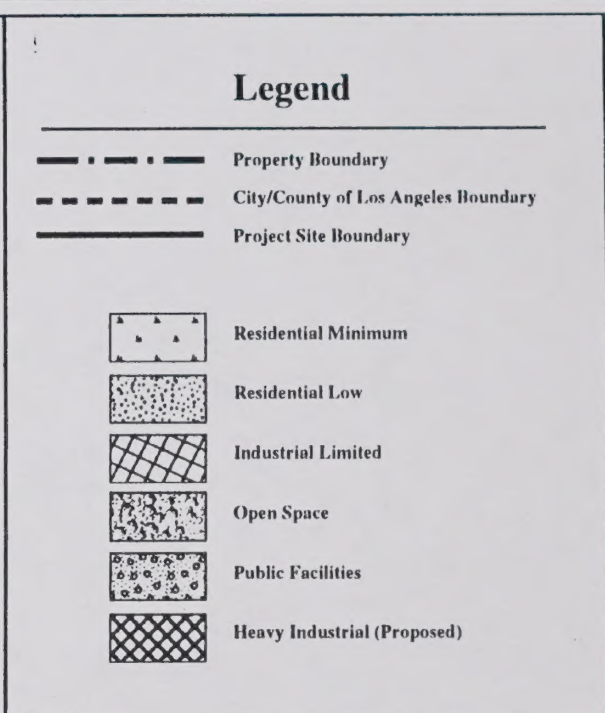 Legend
Property Boundary
City/County of Los Angeles Boundary
Project Site Boundary
Residential Minimum
Residential Low
Industrial Limited
Open Space
Public Facilities
Heavy Industrial (Proposed)